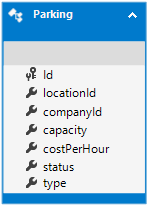 Parking
Id
locationId
companyId
capacity
costPerHour
status
type